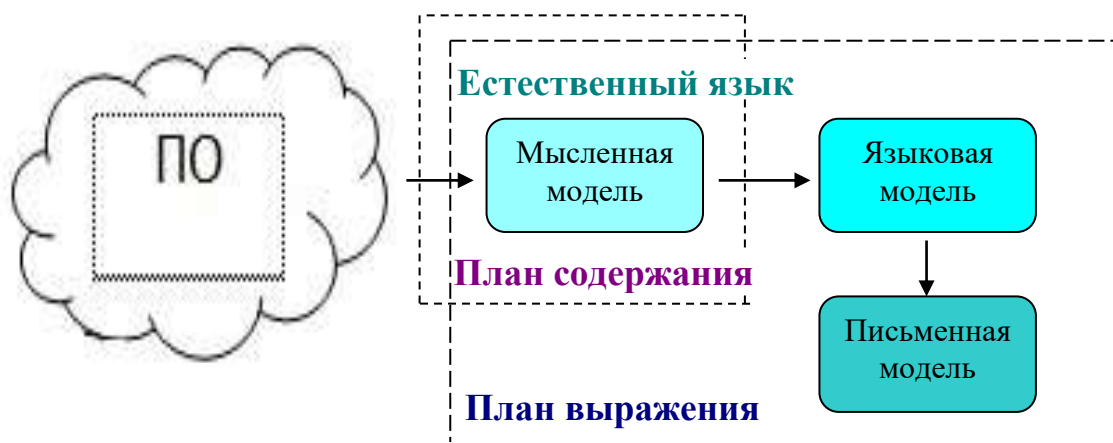 ПО
Естественный язык
Мысленная
модель
Языковая
модель
План содержания
Письменная
модель
План выражения